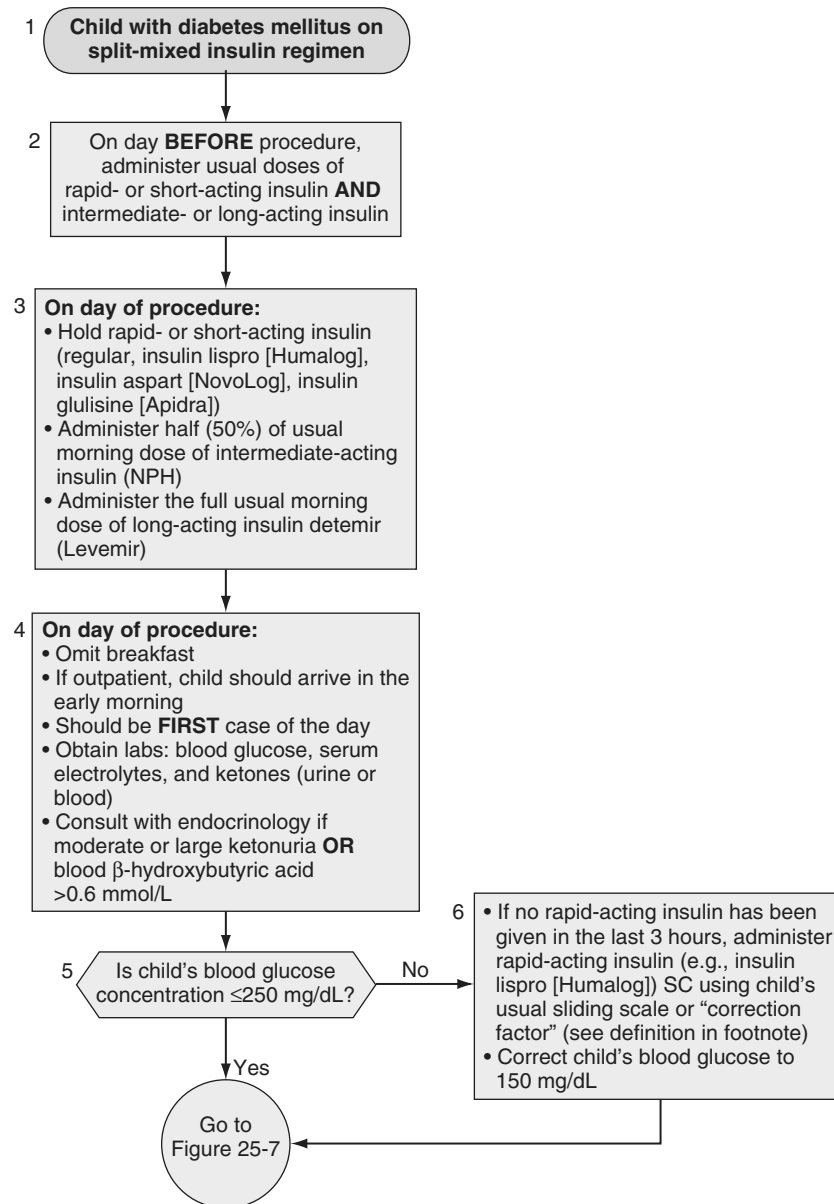 1
Child with diabetes mellitus on
split-mixed insulin regimen
2
On day BEFORE procedure,
administer usual doses of
rapid- or short-acting insulin AND
intermediate- or long-acting insulin
3
On day of procedure:
• Hold rapid- or short-acting insulin
(regular, insulin lispro [Humalog],
insulin aspart [NovoLog], insulin
glulisine [Apidra])
• Administer half (50%) of usual
morning dose of intermediate-acting
insulin (NPH)
• Administer the full usual morning
dose of long-acting insulin detemir
(Levemir)
4
On day of procedure:
• Omit breakfast
• If outpatient, child should arrive in the
early morning
• Should be FIRST case of the day
• Obtain labs: blood glucose, serum
electrolytes, and ketones (urine or
blood)
• Consult with endocrinology if
moderate or large ketonuria OR
blood β-hydroxybutyric acid
>0.6 mmol/L
5
Is child's blood glucose
concentration ≤250 mg/dL?
No
6
• If no rapid-acting insulin has been
given in the last 3 hours, administer
rapid-acting insulin (e.g., insulin
lispro [Humalog]) SC using child's
usual sliding scale or “correction
factor” (see definition in footnote)
• Correct child's blood glucose to
150 mg/dL
Yes
Go to
Figure 25-7